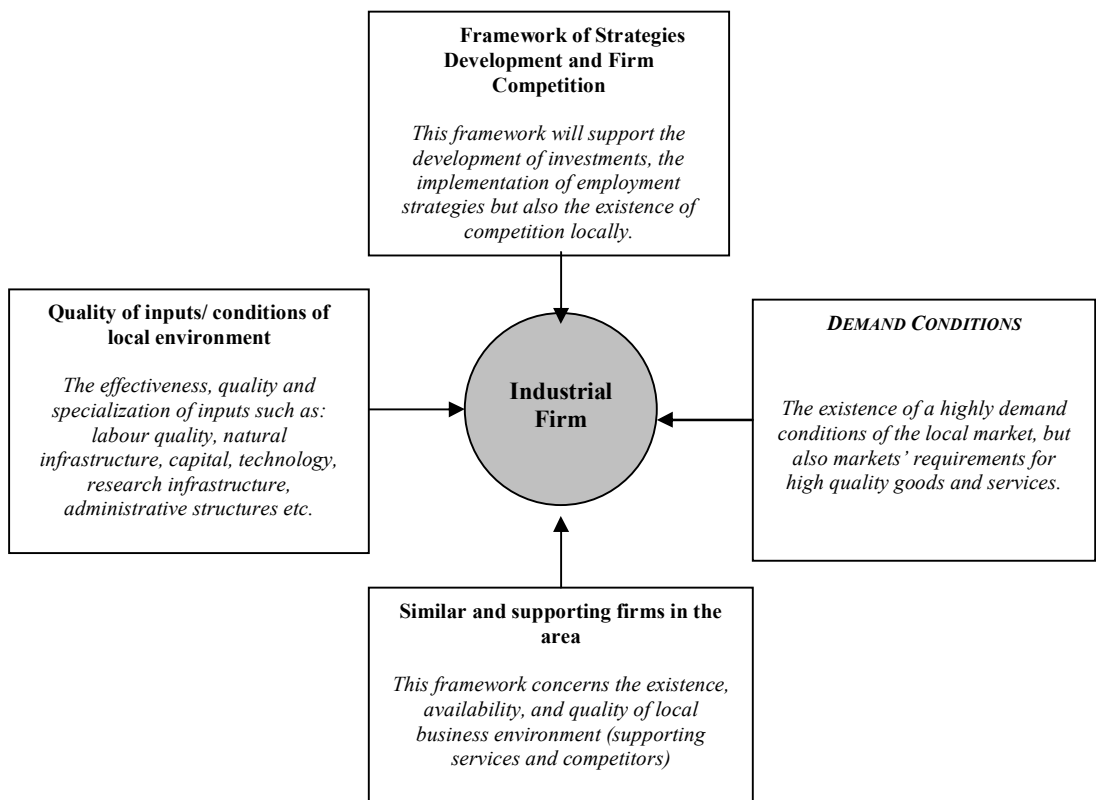 Framework of Strategies
Development and Firm
Competition
This framework will support the
development of investments, the
implementation of employment
strategies but also the existence of
competition locally.
Quality of inputs/ conditions of
local environment
The effectiveness, quality and
specialization of inputs such as:
labour quality, natural
infrastructure, capital, technology,
research infrastructure,
administrative structures etc.
Industrial
Firm
DEMAND CONDITIONS
The existence of a highly demand
conditions of the local market, but
also markets’ requirements for
high quality goods and services.
Similar and supporting firms in the
area
This framework concerns the existence,
availability, and quality of local
business environment (supporting
services and competitors)